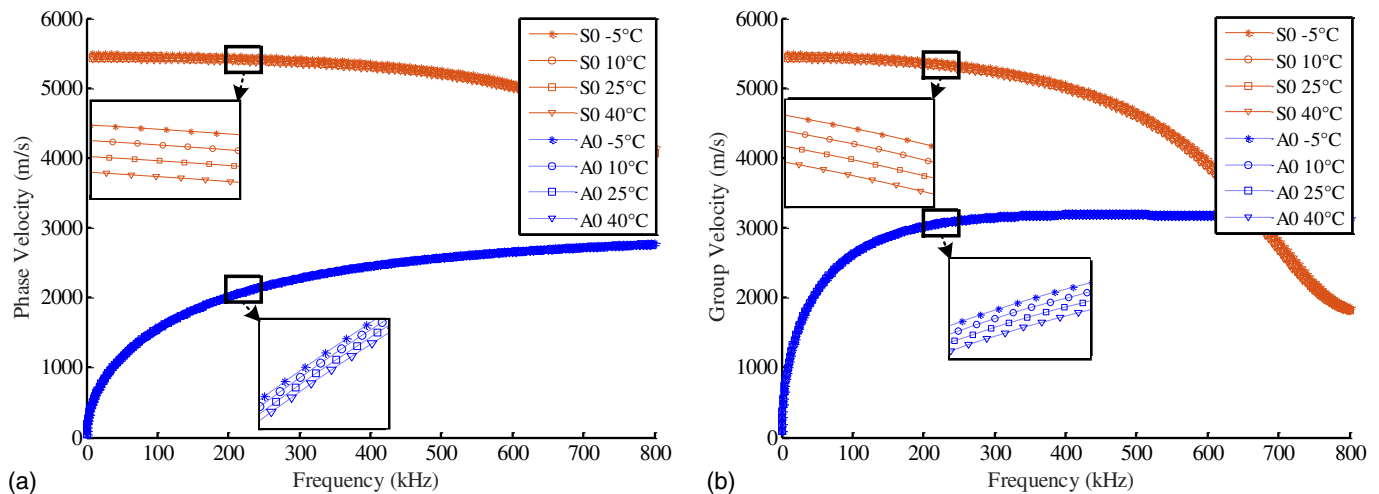 6000
5000
4000
3000
2000
1000
0
Phase Velocity (m/s)
S0 -5°C
S0 10°C
S0 25°C
S0 40°C
A0 -5°C
A0 10°C
A0 25°C
A0 40°C
0 100 200 300 400 500 600 700 800
Frequency (kHz)
(a)
6000
5000
4000
3000
2000
1000
0
Group Velocity (m/s)
S0 -5°C
S0 10°C
S0 25°C
S0 40°C
A0 -5°C
A0 10°C
A0 25°C
A0 40°C
0 100 200 300 400 500 600 700 800
Frequency (kHz)
(b)